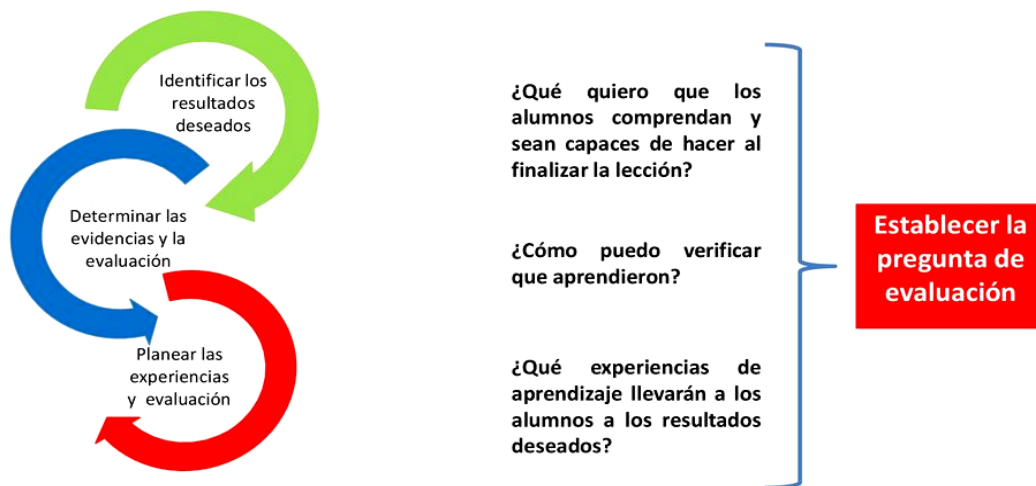 Identificar los
resultados
deseados
Determinar las
evidencias y la
evaluación
Planear las
experiencias
y evaluación
¿Qué quiero que los
alumnos comprendan y
sean capaces de hacer al
finalizar la lección?
¿Cómo puedo verificar
que aprendieron?
¿Qué experiencias de
aprendizaje llevarán a los
alumnos a los resultados
deseados?
Establecer la
pregunta de
evaluación